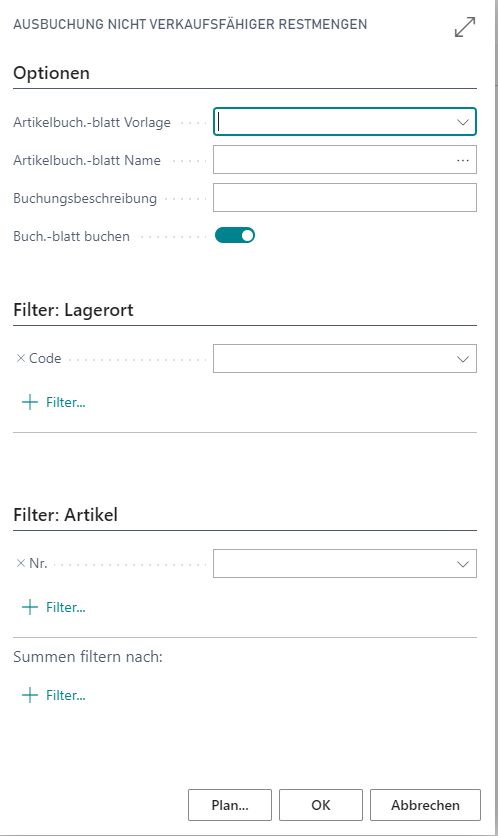 AUSBUCHUNG NICHT VERKAUFSFÄHIGER RESTMENGEN
Optionen
Artikelbuch.-blatt Vorlage
Artikelbuch.-blatt Name
Buchungsbeschreibung
Buch.-blatt buchen
Filter: Lagerort
Code
Filter...
Filter: Artikel
Nr.
Filter...
Summen filtern nach:
Filter...
Plan... OK Abbrechen